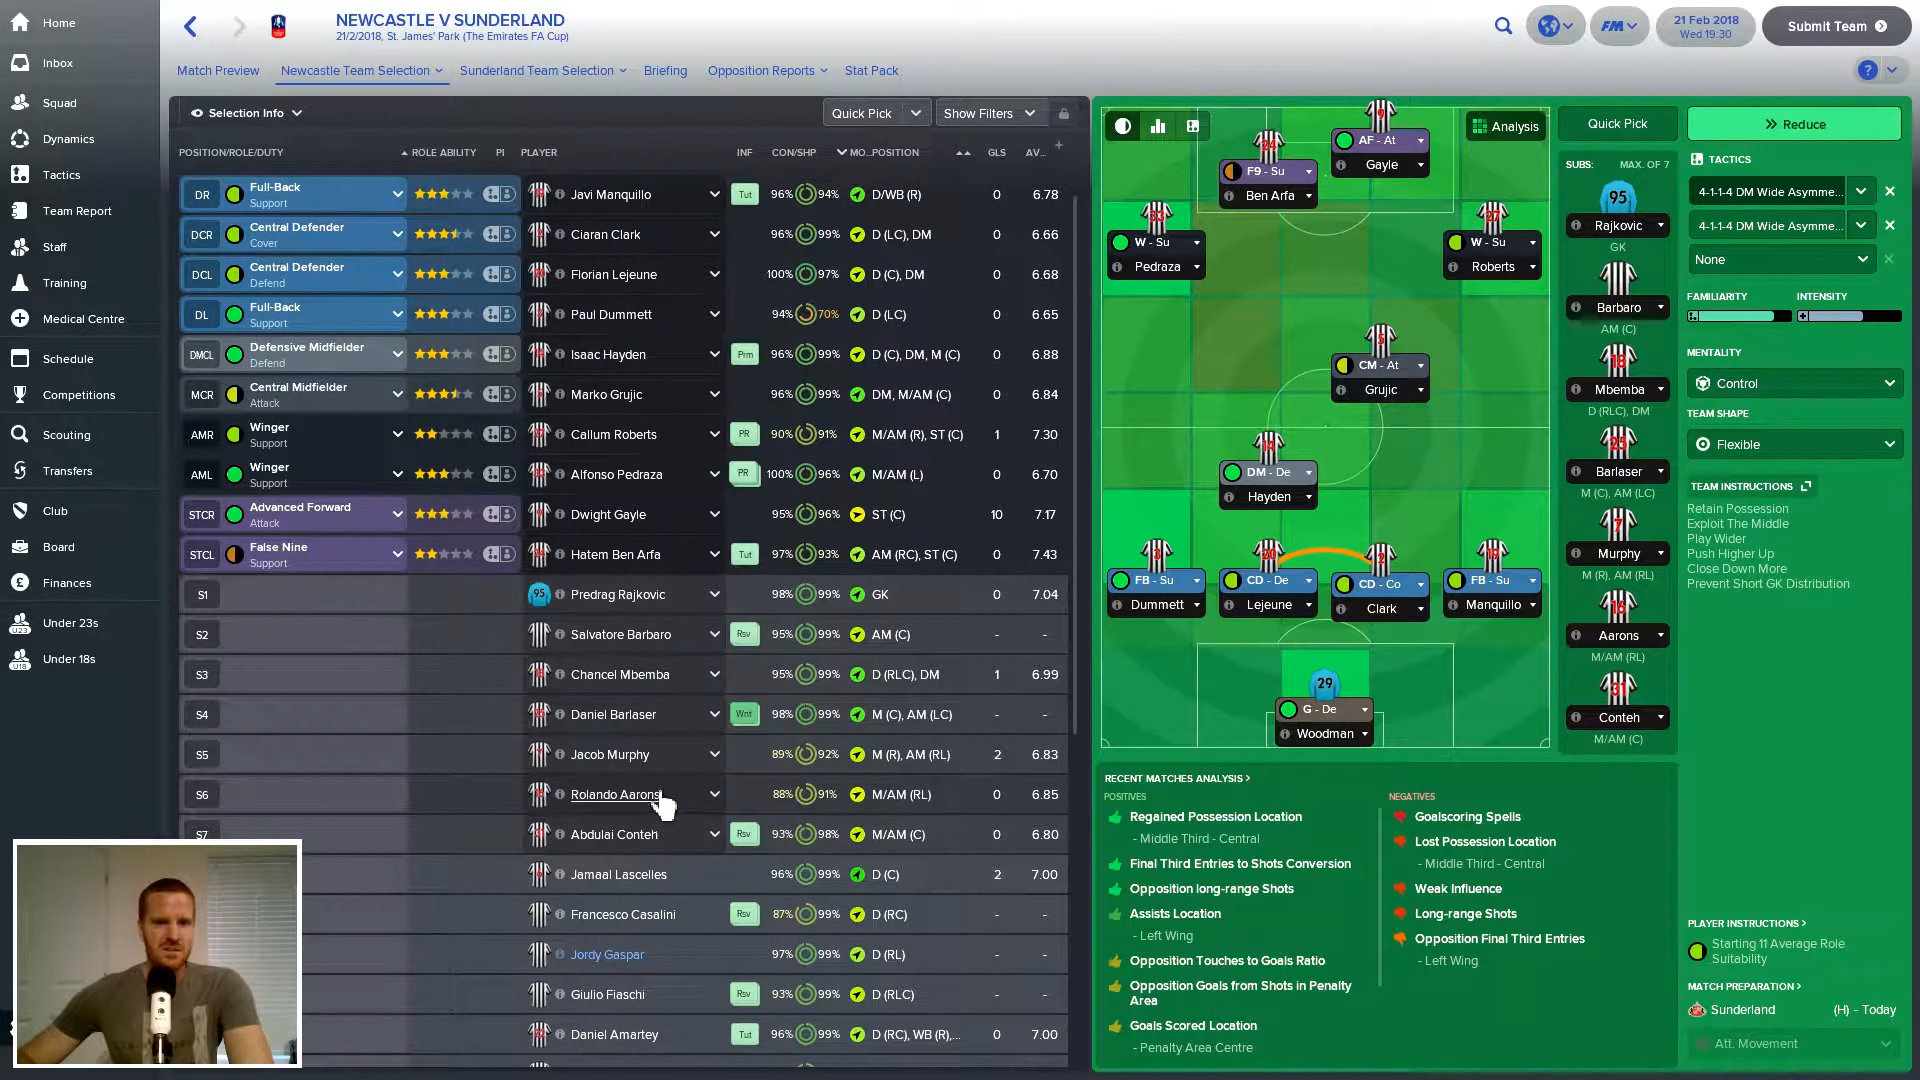 Home
Inbox
Squad
Dynamics
Tactics
Team Report
Staff
Training
Medical Centre
Schedule
Competitions
Scouting
Transfers
Club
Board
Finances
Under 23s
Under 18s
NEWCASTLE V SUNDERLAND
21/2/2018, St. James' Park (The Emirates FA Cup)
FM
21 Feb 2018
Wed 19:30
Submit Team
Match Preview
Newcastle Team Selection
Sunderland Team Selection
Briefing
Opposition Reports
Stat Pack
Selection Info
Quick Pick
Show Filters
POSITION/ROLE/DUTY ROLE ABILITY PI PLAYER INF CON/SHP MO... POSITION GLS AV...
DR Full-Back Support Javi Manquillo Tut 96% 94% D/WB (R) 0 6.78
DCR Central Defender Cover Ciaran Clark 96% 99% D (LC), DM 0 6.66
DCL Central Defender Defend Florian Lejeune 100% 97% D (C), DM 0 6.68
DL Full-Back Support Paul Dummett 94% 70% D (LC) 0 6.65
DMCL Defensive Midfielder Defend Isaac Hayden Prm 96% 99% D (C), DM, M (C) 0 6.88
MCR Central Midfielder Attack Marko Grujic 96% 99% DM, M/AM (C) 0 6.84
AMR Winger Support Callum Roberts PR 90% 91% M/AM (R), ST (C) 1 7.30
AML Winger Support Alfonso Pedraza PR 100% 96% M/AM (L) 0 6.70
STCR Advanced Forward Attack Dwight Gayle 95% 96% ST (C) 10 7.17
STCL False Nine Support Hatem Ben Arfa Tut 97% 93% AM (RC), ST (C) 0 7.43
S1 95 Predrag Rajkovic 98% 99% GK 0 7.04
S2 Salvatore Barbaro Rsv 95% 99% AM (C) - -
S3 Chancel Mbemba 95% 99% D (RLC), DM 1 6.99
S4 Daniel Barlaser Wnt 98% 99% M (C), AM (LC) - -
S5 Jacob Murphy 89% 92% M (R), AM (RL) 2 6.83
S6 Rolando Aarons 88% 91% M/AM (RL) 0 6.85
S7 Abdulai Conteh Rsv 93% 98% M/AM (C) 0 6.80
Jamaal Lascelles 96% 99% D (C) 2 7.00
Francesco Casalini Rsv 87% 99% D (RC) - -
Jordy Gaspar 97% 99% D (RL) - -
Giulio Fiaschi Rsv 93% 99% D (RLC) - -
Daniel Amartey Tut 96% 99% D (RC), WB (R),... 0 7.00
Analysis
9
AF - At
Gayle
24
F9 - Su
Ben Arfa
33
W - Su
Pedraza
27
W - Su
Roberts
5
CM - At
Grujic
14
DM - De
Hayden
3
FB - Su
Dummett
20
CD - De
Lejeune
2
CD - Co
Clark
19
FB - Su
Manquillo
29
G - De
Woodman
Quick Pick
SUBS: MAX. OF 7
95
Rajkovic
GK
Barbaro
AM (C)
18
Mbemba
D (RLC), DM
25
Barlaser
M (C), AM (LC)
7
Murphy
M (R), AM (RL)
16
Aarons
M/AM (RL)
31
Conteh
M/AM (C)
Reduce
TACTICS
4-1-1-4 DM Wide Asymme...
4-1-1-4 DM Wide Asymme...
None
FAMILIARITY INTENSITY
MENTALITY
Control
TEAM SHAPE
Flexible
TEAM INSTRUCTIONS
Retain Possession
Exploit The Middle
Play Wider
Push Higher Up
Close Down More
Prevent Short GK Distribution
PLAYER INSTRUCTIONS >
Starting 11 Average Role
Suitability
MATCH PREPARATION >
Sunderland (H) - Today
Att. Movement
RECENT MATCHES ANALYSIS >
POSITIVES
Regained Possession Location
- Middle Third - Central
Final Third Entries to Shots Conversion
Opposition long-range Shots
Assists Location
- Left Wing
Opposition Touches to Goals Ratio
Opposition Goals from Shots in Penalty
Area
Goals Scored Location
- Penalty Area Centre
NEGATIVES
Goalscoring Spells
Lost Possession Location
- Middle Third - Central
Weak Influence
Long-range Shots
Opposition Final Third Entries
- Left Wing